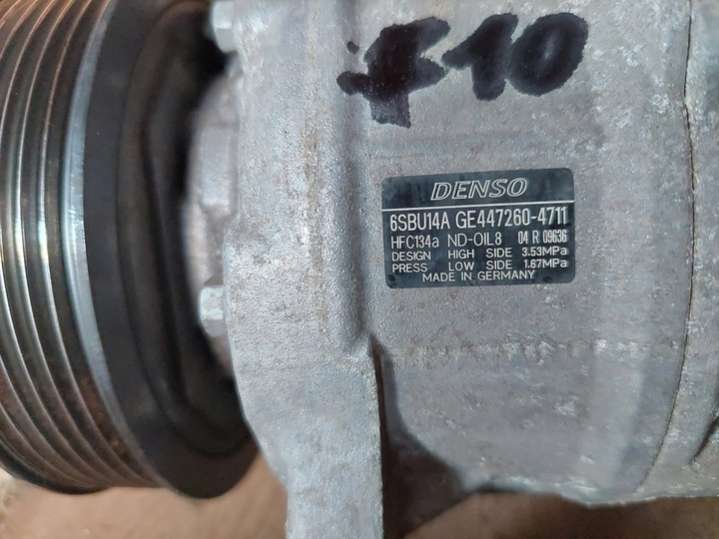 F10
DENSO
6SBU14A GE447260-4711
HFC134a ND-OIL8 04 R 09636
DESIGN HIGH SIDE 3.53MPa
PRESS LOW SIDE 1.67MPa
MADE IN GERMANY